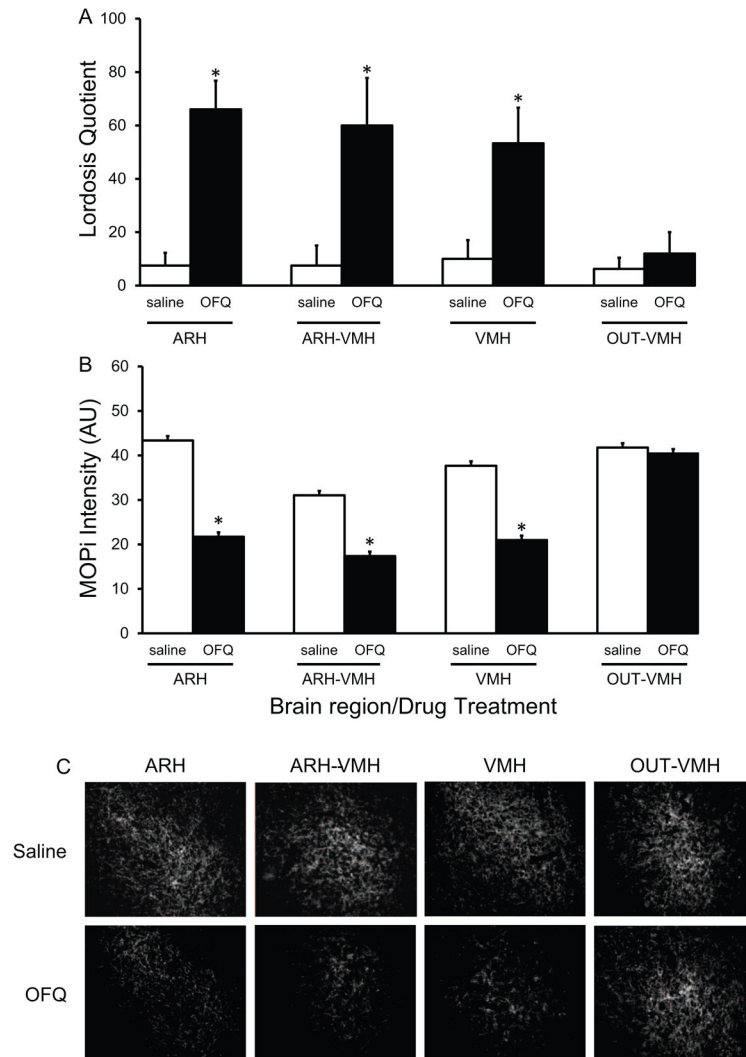 A
100
80
60
40
20
0
Lordosis Quotient
* * *
saline OFQ saline OFQ saline OFQ saline OFQ
ARH ARH-VMH VMH OUT-VMH
B
60
50
40
30
20
10
0
MOPi Intensity (AU)
* * *
saline OFQ saline OFQ saline OFQ saline OFQ
ARH ARH-VMH VMH OUT-VMH
Brain region/Drug Treatment
C ARH ARH-VMH VMH OUT-VMH
Saline
OFQ